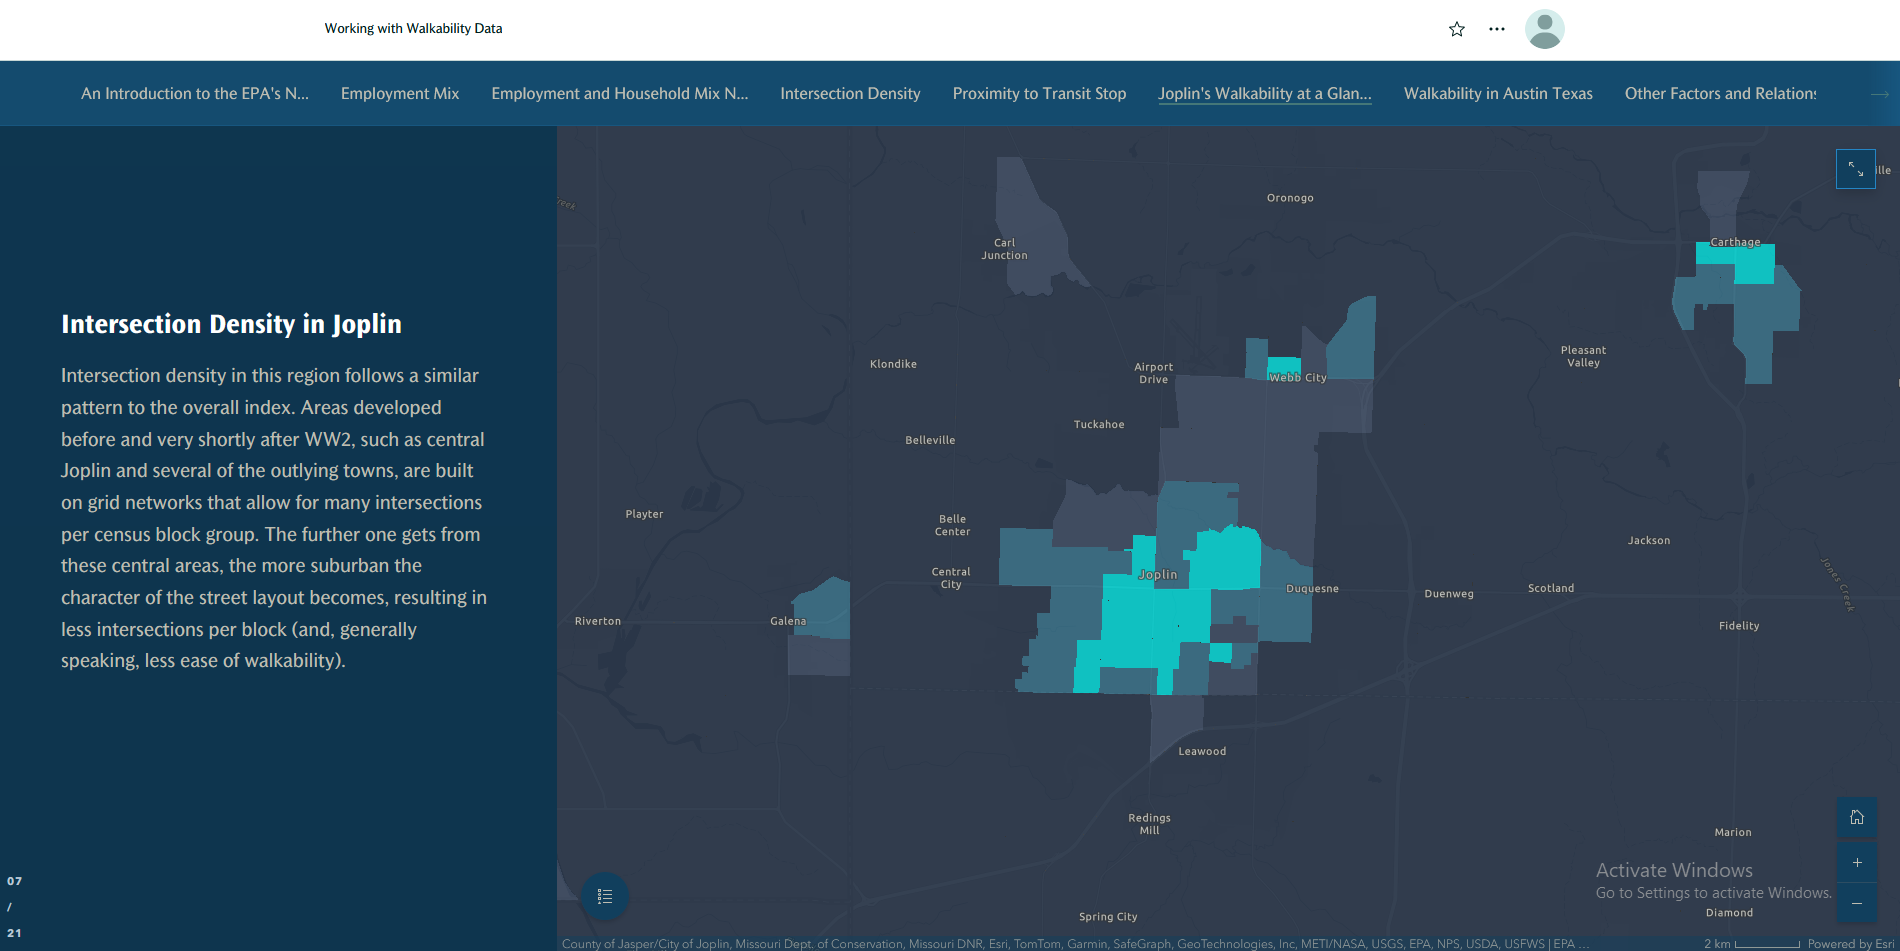 Working with Walkability Data
An Introduction to the EPA's N...
Employment Mix
Employment and Household Mix N...
Intersection Density
Proximity to Transit Stop
Joplin's Walkability at a Glan...
Walkability in Austin Texas
Other Factors and Relations
Intersection Density in Joplin
Intersection density in this region follows a similar
pattern to the overall index. Areas developed
before and very shortly after WW2, such as central
Joplin and several of the outlying towns, are built
on grid networks that allow for many intersections
per census block group. The further one gets from
these central areas, the more suburban the
character of the street layout becomes, resulting in
less intersections per block (and, generally
speaking, less ease of walkability).
07
/
21
reek
ille
Oronogo
Carl
Junction
Carthage
Klondike
Airport
Drive
Webb City
Pleasant
Valley
Tuckahoe
Belleville
Playter
Belle
Center
Jackson
Central
City
Joplin
Duquesne
Duenweg
Scotland
Jones Creek
Riverton
Galena
Fidelity
Leawood
Redings
Mill
Marion
Activate Windows
Go to Settings to activate Windows.
Diamond
Spring City
County of Jasper/City of Joplin, Missouri Dept. of Conservation, Missouri DNR, Esri, TomTom, Garmin, SafeGraph, GeoTechnologies, Inc, METI/NASA, USGS, EPA, NPS, USDA, USFWS | EPA ...
2 km
Powered by Esri